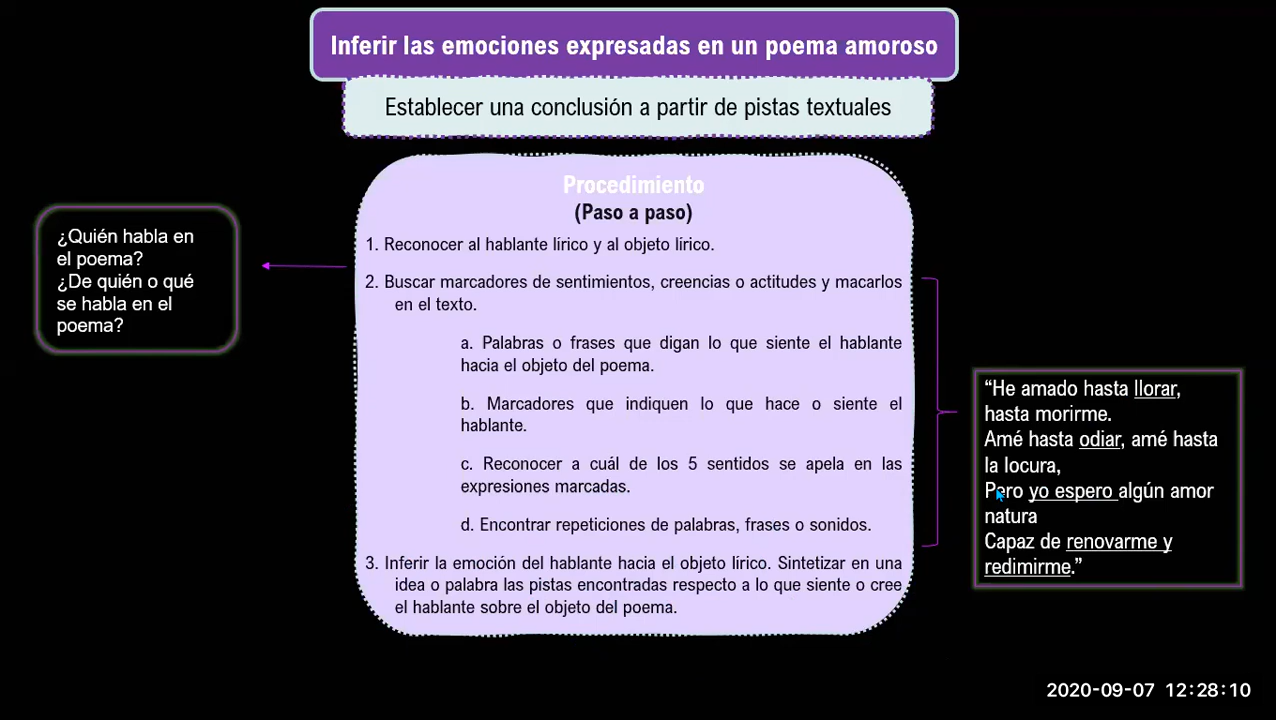 Inferir las emociones expresadas en un poema amoroso
Establecer una conclusión a partir de pistas textuales
¿Quién habla en
el poema?
¿De quién o qué
se habla en el
poema?
Procedimiento
(Paso a paso)
1. Reconocer al hablante lírico y al objeto lírico.
2. Buscar marcadores de sentimientos, creencias o actitudes y macarlos
en el texto.
a. Palabras o frases que digan lo que siente el hablante
hacia el objeto del poema.
b. Marcadores que indiquen lo que hace o siente el
hablante.
c. Reconocer a cuál de los 5 sentidos se apela en las
expresiones marcadas.
d. Encontrar repeticiones de palabras, frases o sonidos.
3. Inferir la emoción del hablante hacia el objeto lírico. Sintetizar en una
idea o palabra las pistas encontradas respecto a lo que siente o cree
el hablante sobre el objeto del poema.
“He amado hasta llorar,
hasta morirme.
Amé hasta odiar, amé hasta
la locura,
Pero yo espero algún amor
natura
Capaz de renovarme y
redimirme.”
2020-09-07 12:28:10